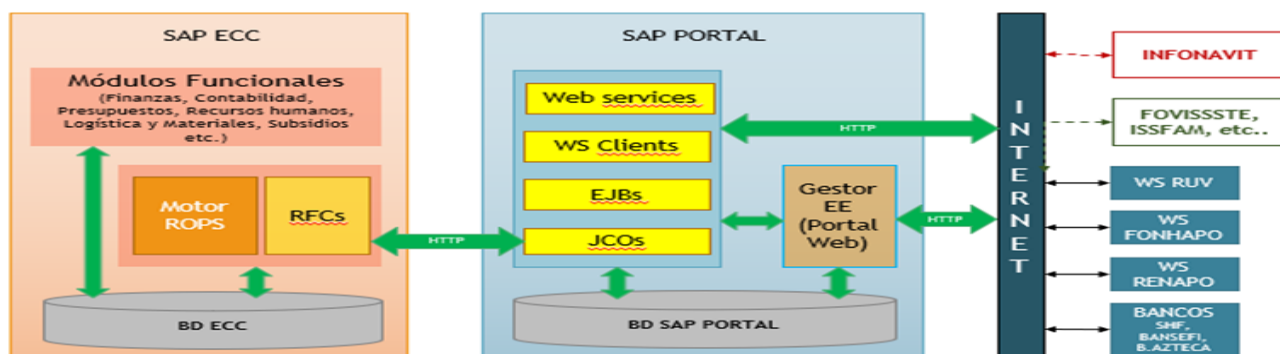 SAP ECC
Módulos Funcionales
(Finanzas, Contabilidad,
Presupuestos, Recursos humanos,
Logística y Materiales, Subsidios
etc.)
Motor
ROPS
RFCs
BD ECC
HTTP
SAP PORTAL
Web services
WS Clients
EJBs
JCOs
Gestor
EE
(Portal
Web)
BD SAP PORTAL
HTTP
HTTP
INTERNET
INFONAVIT
FOVISSSTE,
ISSFAM, etc..
WS RUV
WS
FONHAPO
WS
RENAPO
BANCOS
SHF,
BANSEFI,
B.AZTECA